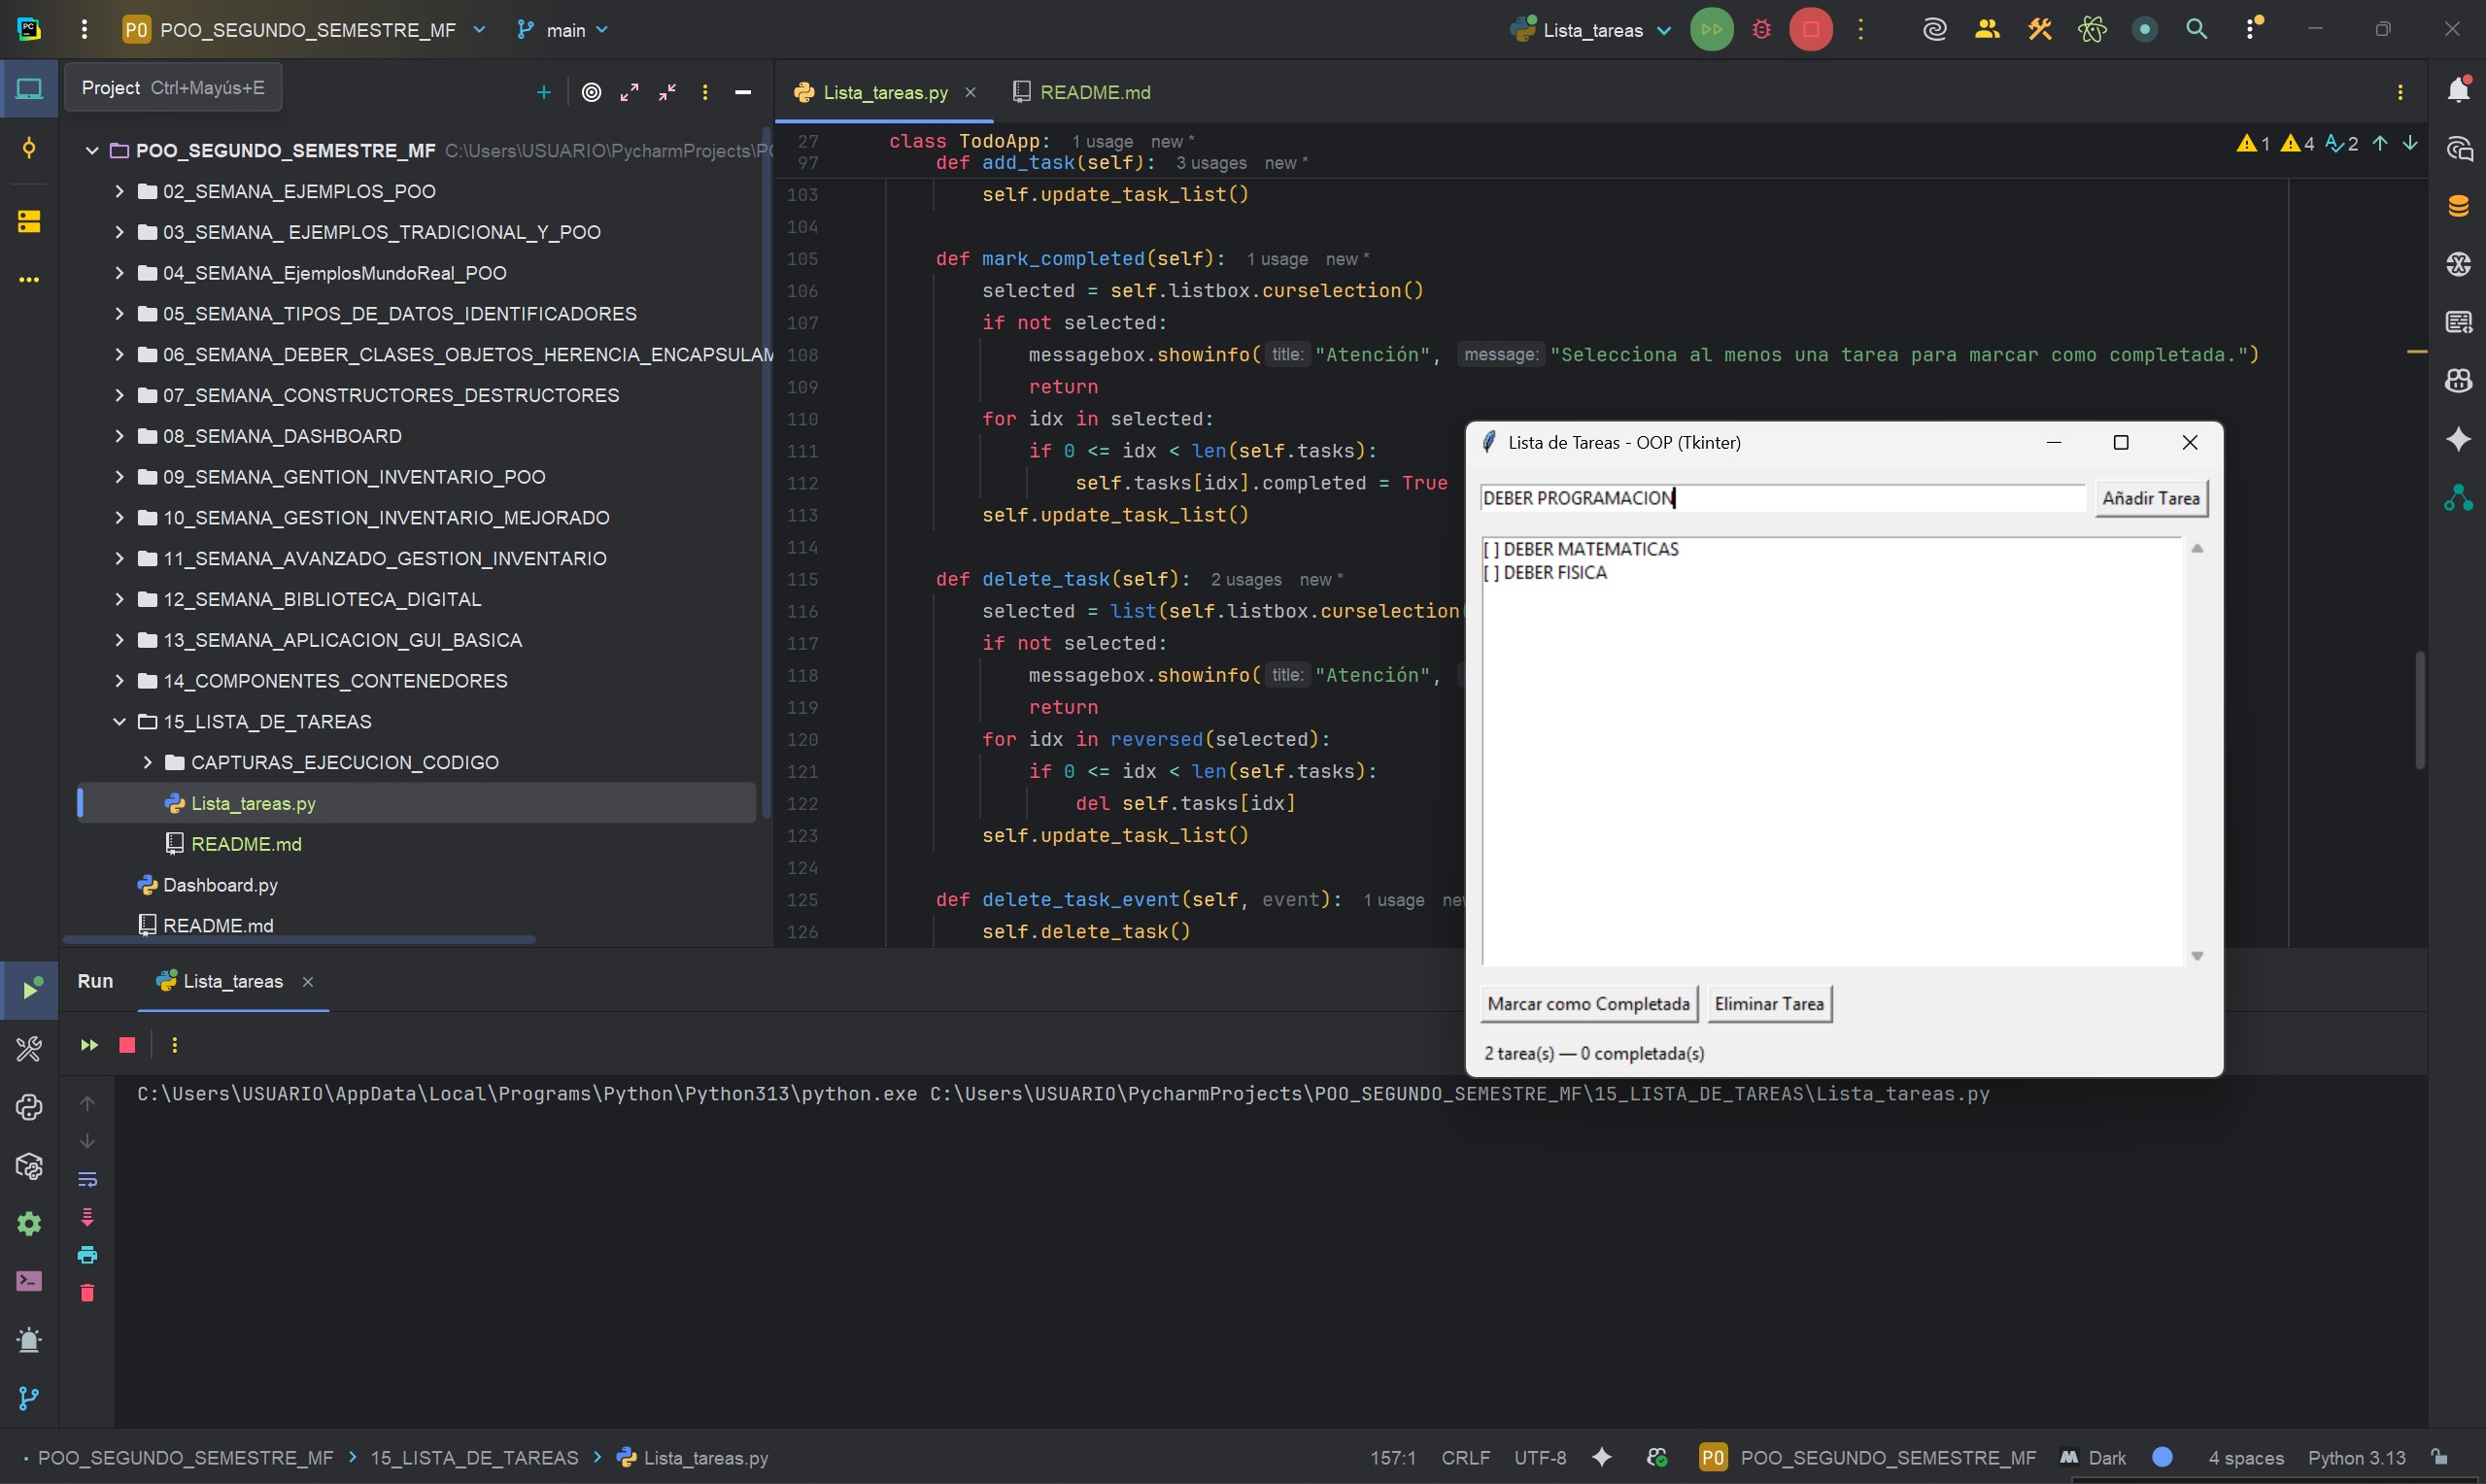 PC
PO POO_SEGUNDO_SEMESTRE_MF main Lista_tareas
Project Ctrl+Mayús+E
Lista_tareas.py README.md
POO_SEGUNDO_SEMESTRE_MF C:\Users\USUARIO\PycharmProjects\
02_SEMANA_EJEMPLOS_POO
03_SEMANA_ EJEMPLOS_TRADICIONAL_Y_POO
04_SEMANA_EjemplosMundoReal_POO
05_SEMANA_TIPOS_DE_DATOS_IDENTIFICADORES
06_SEMANA_DEBER_CLASES_OBJETOS_HERENCIA_ENCAPSULAM
07_SEMANA_CONSTRUCTORES_DESTRUCTORES
08_SEMANA_DASHBOARD
09_SEMANA_GENTION_INVENTARIO_POO
10_SEMANA_GESTION_INVENTARIO_MEJORADO
11_SEMANA_AVANZADO_GESTION_INVENTARIO
12_SEMANA_BIBLIOTECA_DIGITAL
13_SEMANA_APLICACION_GUI_BASICA
14_COMPONENTES_CONTENEDORES
15_LISTA_DE_TAREAS
CAPTURAS_EJECUCION_CODIGO
Lista_tareas.py
README.md
Dashboard.py
README.md
1 4 2
27 class TodoApp: 1 usage new *
97 def add_task(self): 3 usages new *
103 self.update_task_list()
104
105 def mark_completed(self): 1 usage new *
106 selected = self.listbox.curselection()
107 if not selected:
108 messagebox.showinfo( title: "Atención", message: "Selecciona al menos una tarea para marcar como completada.")
109 return
110 for idx in selected:
111 if 0 <= idx < len(self.tasks):
112 self.tasks[idx].completed = True
113 self.update_task_list()
114
115 def delete_task(self): 2 usages new *
116 selected = list(self.listbox.curselection(
117 if not selected:
118 messagebox.showinfo( title: "Atención",
119 return
120 for idx in reversed(selected):
121 if 0 <= idx < len(self.tasks):
122 del self.tasks[idx]
123 self.update_task_list()
124
125 def delete_task_event(self, event): 1 usage
126 self.delete_task()
Lista de Tareas - OOP (Tkinter)
DEBER PROGRAMACION Añadir Tarea
[ ] DEBER MATEMATICAS
[ ] DEBER FISICA
Marcar como Completada Eliminar Tarea
2 tarea(s) — 0 completada(s)
Run Lista_tareas
C:\Users\USUARIO\AppData\Local\Programs\Python\Python313\python.exe C:\Users\USUARIO\PycharmProjects\POO_SEGUNDO_SEMESTRE_MF\15_LISTA_DE_TAREAS\Lista_tareas.py
POO_SEGUNDO_SEMESTRE_MF 15_LISTA_DE_TAREAS Lista_tareas.py 157:1 CRLF UTF-8 PO POO_SEGUNDO_SEMESTRE_MF Dark 4 spaces Python 3.13